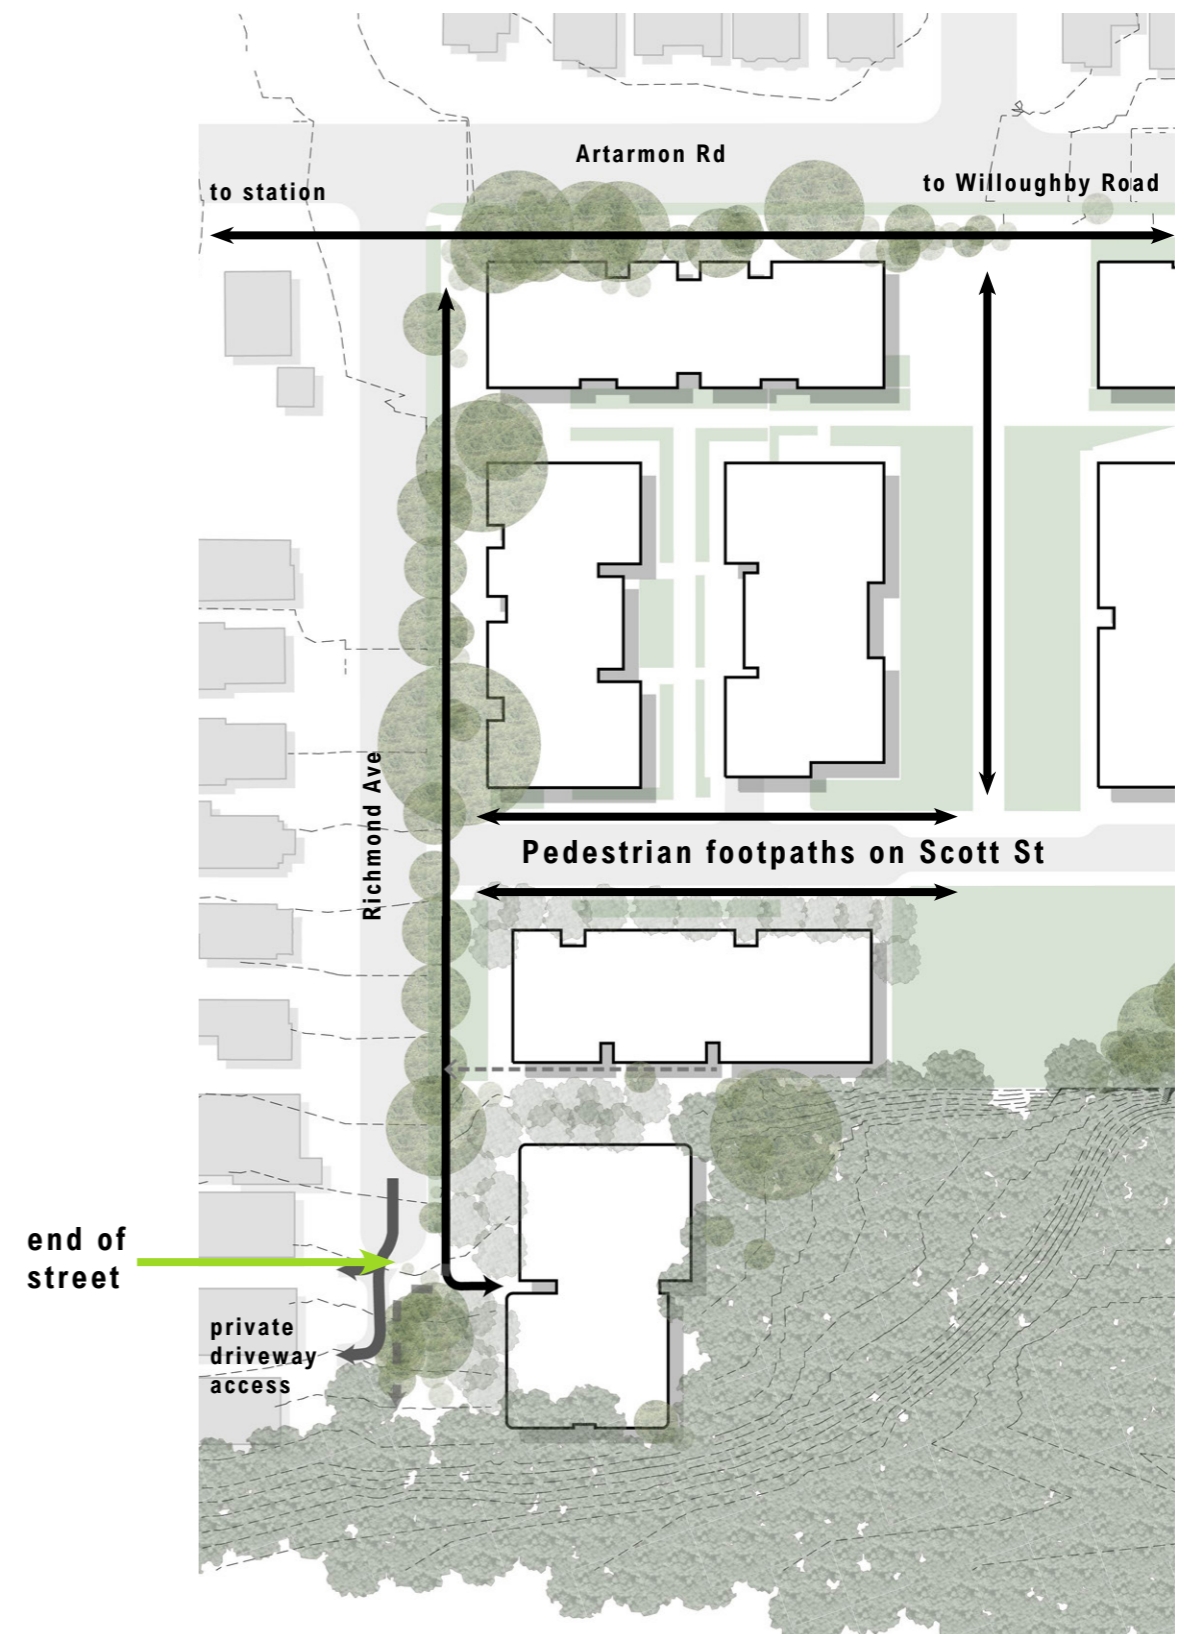 Artarmon Rd
to station
to Willoughby Road
Richmond Ave
Pedestrian footpaths on Scott St
end of
street
private
driveway
access